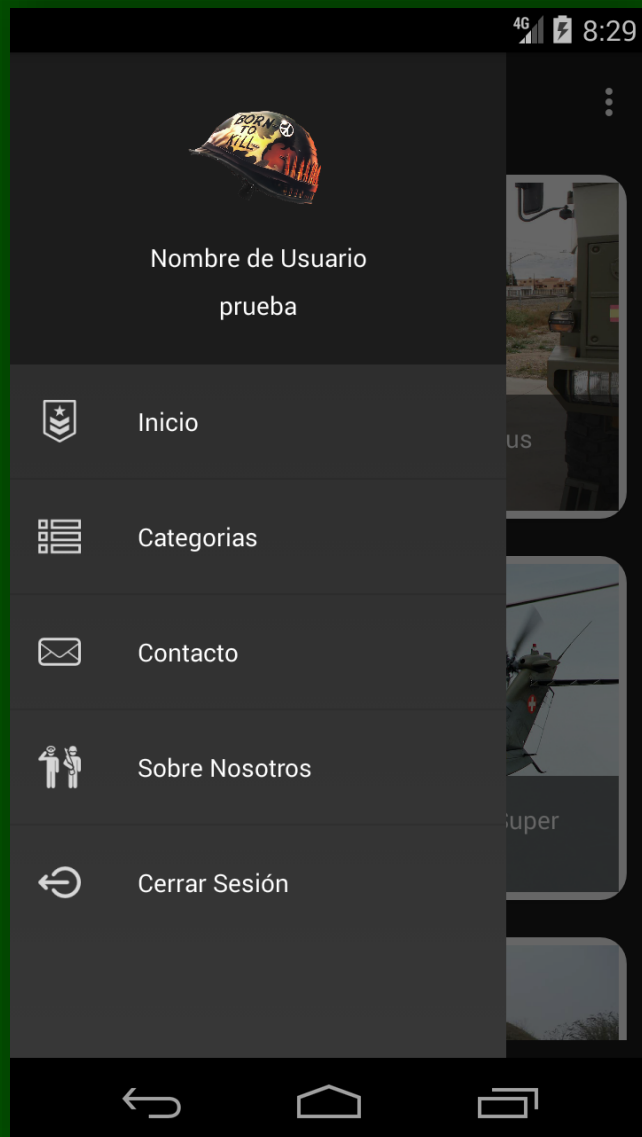 4G 8:29
BORN
TO
KILL
Nombre de Usuario
prueba
Inicio
us
Categorias
Contacto
Sobre Nosotros
Super
Cerrar Sesión